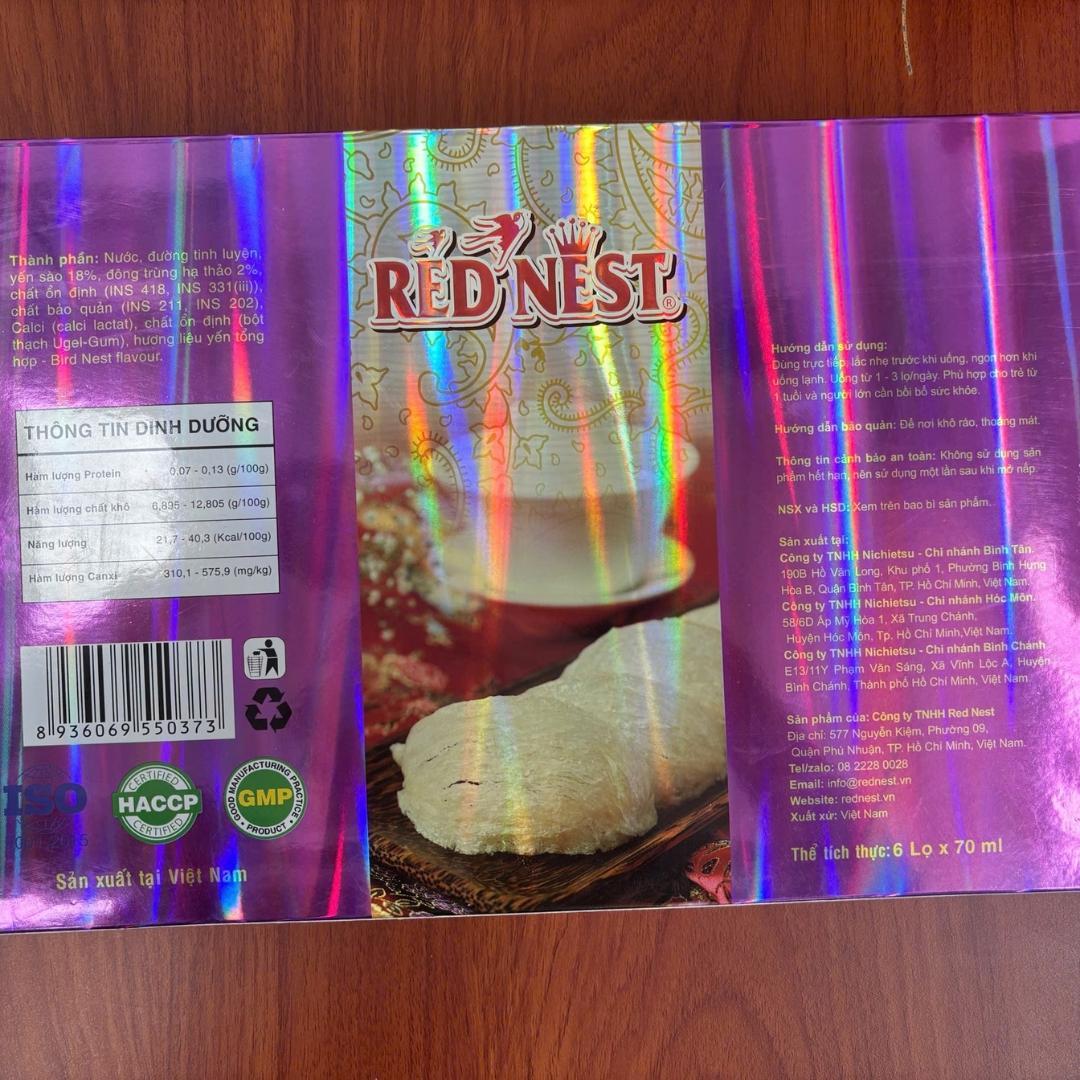 Thành phần: Nước, đường tinh luyện,
yến sào 18%, đông trùng hạ thảo 2%,
chất ổn định (INS 418, INS 331(iii)),
chất bảo quản (INS 211, INS 202),
Calci (calci lactat), chất ổn định (bột
thạch Ugel-Gum), hương liệu yến tổng
hợp - Bird Nest flavour.
THÔNG TIN DINH DƯỠNG
Hàm lượng Protein 0,07 - 0,13 (g/100g)
Hàm lượng chất khô 6,895 - 12,805 (g/100g)
Năng lượng 21,7 - 40,3 (Kcal/100g)
Hàm lượng Canxi 310,1 - 575,9 (mg/kg)
8 936069 550373
ISO
CERTIFIED
HACCP
CERTIFIED
GOOD MANUFACTURING PRACTICE
GMP
• PRODUCT •
Sản xuất tại Việt Nam
RED NEST®
Hướng dẫn sử dụng:
Dùng trực tiếp, lắc nhẹ trước khi uống, ngon hơn khi
uống lạnh. Uống từ 1 - 3 lọ/ngày. Phù hợp cho trẻ từ
1 tuổi và người lớn cần bồi bổ sức khỏe.
Hướng dẫn bảo quản: Để nơi khô ráo, thoáng mát.
Thông tin cảnh báo an toàn: Không sử dụng sản
phẩm hết hạn, nên sử dụng một lần sau khi mở nắp.
NSX và HSD: Xem trên bao bì sản phẩm.
Sản xuất tại:
Công ty TNHH Nichietsu - Chi nhánh Bình Tân.
190B Hồ Văn Long, Khu phố 1, Phường Bình Hưng
Hòa B, Quận Bình Tân, TP. Hồ Chí Minh, Việt Nam.
Công ty TNHH Nichietsu - Chi nhánh Hóc Môn.
58/6D Ấp Mỹ Hòa 1, Xã Trung Chánh,
Huyện Hóc Môn, Tp. Hồ Chí Minh,Việt Nam.
Công ty TNHH Nichietsu - Chi nhánh Bình Chánh
E13/11Y Phạm Văn Sáng, Xã Vĩnh Lộc A, Huyện
Bình Chánh, Thành phố Hồ Chí Minh, Việt Nam
Sản phẩm của: Công ty TNHH Red Nest
Địa chỉ: 577 Nguyễn Kiệm, Phường 09,
Quận Phú Nhuận, TP. Hồ Chí Minh, Việt Nam.
Tel/zalo: 08 2228 0028
Email: info@rednest.vn
Website: rednest.vn
Xuất xứ: Việt Nam
Thể tích thực: 6 Lọ x 70 ml